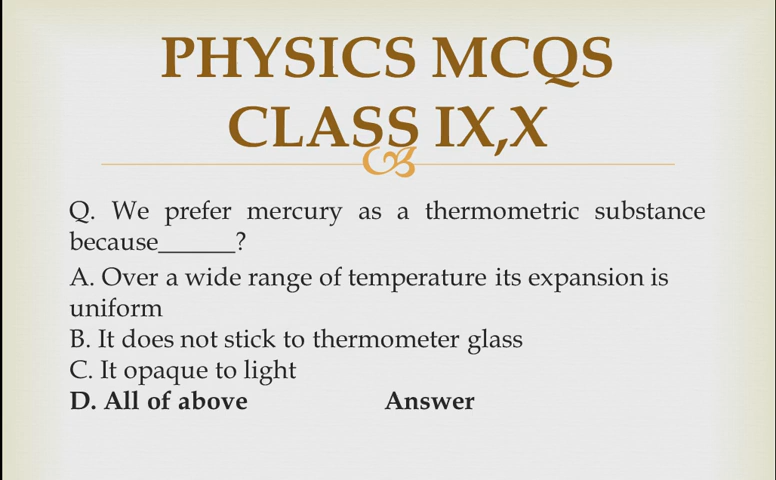 PHYSICS MCQS
CLASS IX,X
Q. We prefer mercury as a thermometric substance
because______?
A. Over a wide range of temperature its expansion is
uniform
B. It does not stick to thermometer glass
C. It opaque to light
D. All of above Answer